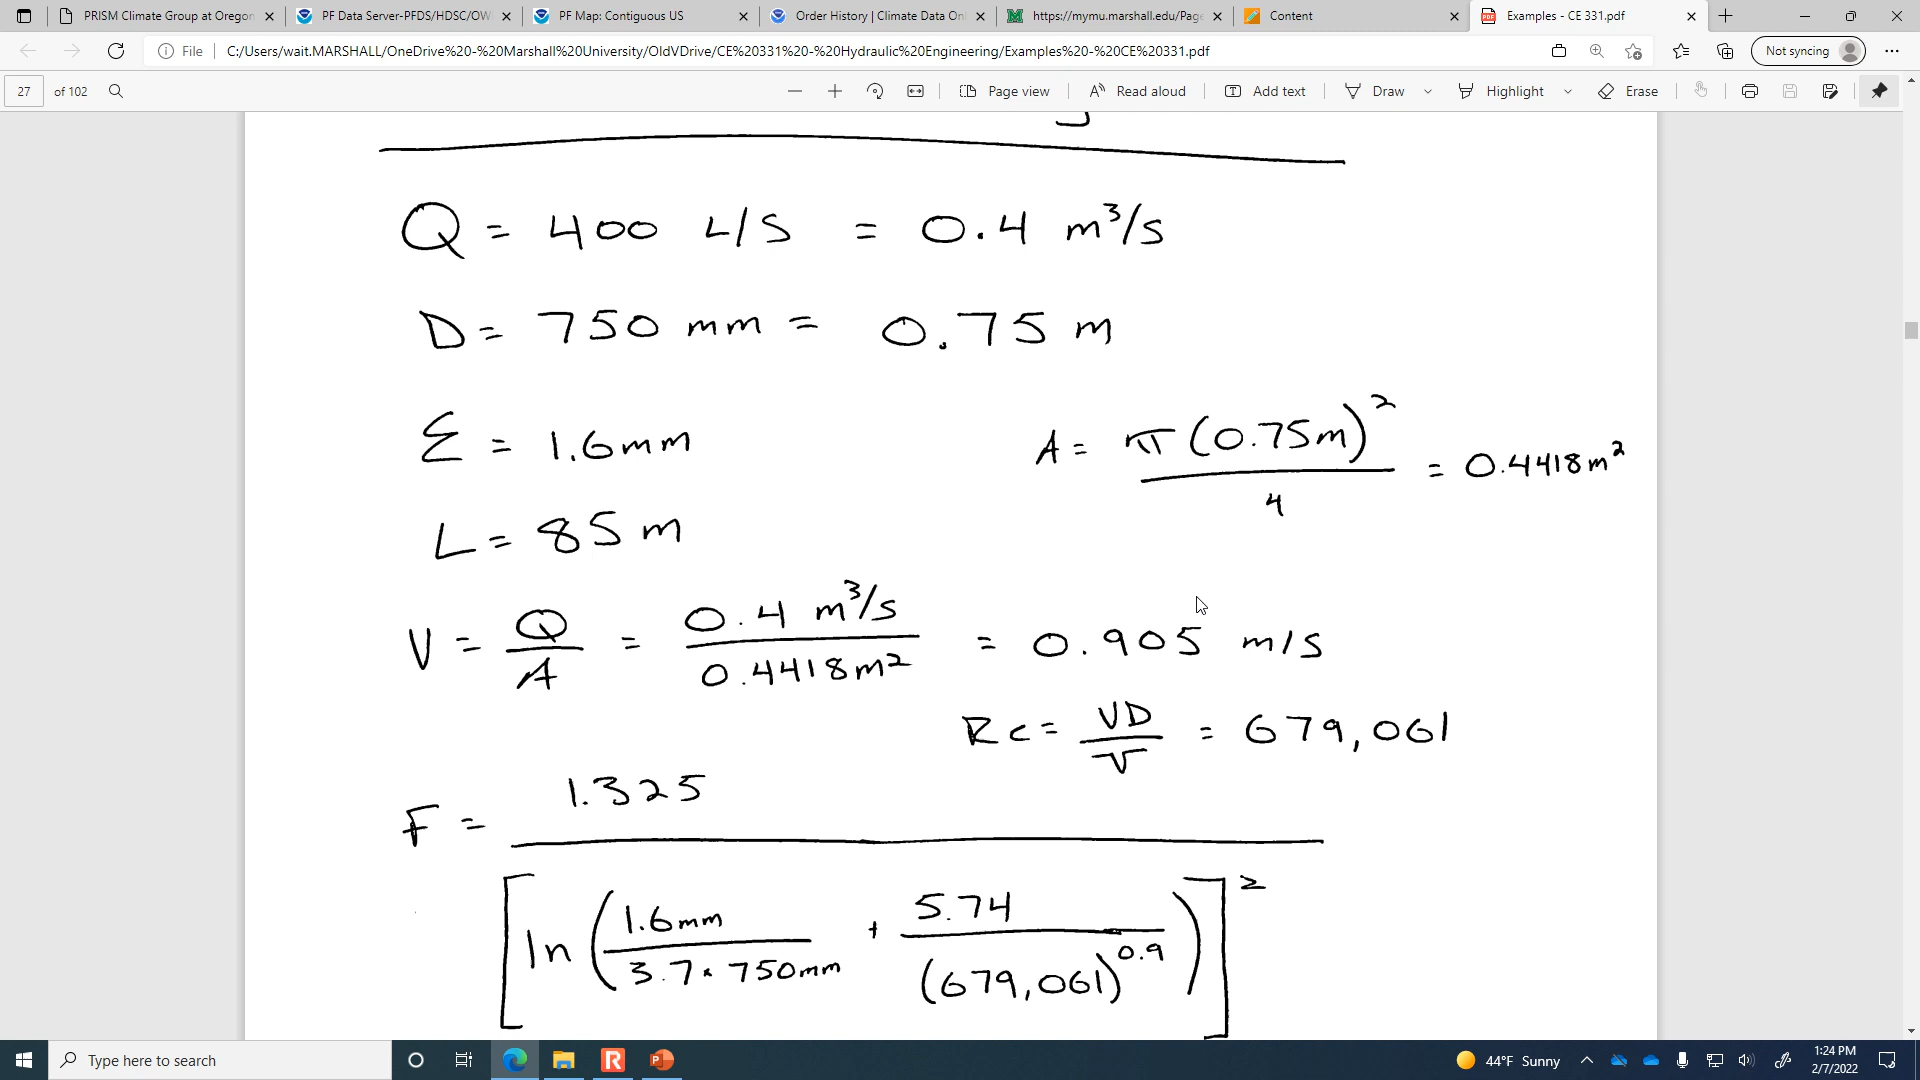 PRISM Climate Group at Oregon
PF Data Server-PFDS/HDSC/OW
PF Map: Contiguous US
Order History | Climate Data On
https://mymu.marshall.edu/Page
Content
Examples - CE 331.pdf
File
C:/Users/wait.MARSHALL/OneDrive%20-%20Marshall%20University/OldVDrive/CE%20331%20-%20Hydraulic%20Engineering/Examples%20-%20CE%20331.pdf
Not syncing
27 of 102
Page view
Read aloud
Add text
Draw
Highlight
Erase
Q = 400 L/S = 0.4 m³/s
D = 750 mm = 0.75 m
Ɛ = 1.6mm
A = π(0.75m)² / 4 = 0.4418m²
L = 85 m
V = Q / A = 0.4 m³/s / 0.4418m² = 0.905 m/s
Re = VD / ν = 679,061
F = 1.325
[ln(1.6mm / 3.7 * 750mm + 5.74 / (679,061)^0.9)]²
Type here to search
44°F Sunny
1:24 PM
2/7/2022